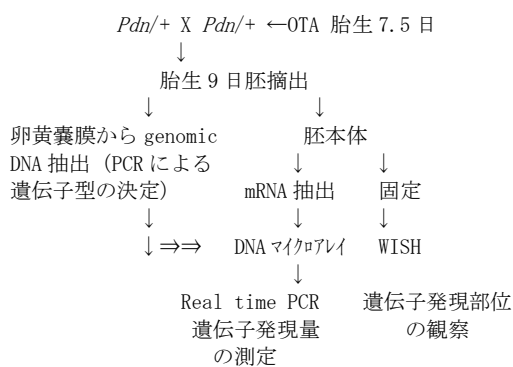 Pdn/+ X Pdn/+ ←OTA 胎生 7.5 日
↓
胎生 9 日胚摘出
↓ ↓
卵黄嚢膜から genomic 胚本体
DNA 抽出（PCR による ↓ ↓
遺伝子型の決定） mRNA 抽出 固定
↓ ↓ ↓
↓⇒⇒ DNA ﾏｲｸﾛｱﾚｲ WISH
↓
Real time PCR 遺伝子発現部位
遺伝子発現量 の観察
の測定